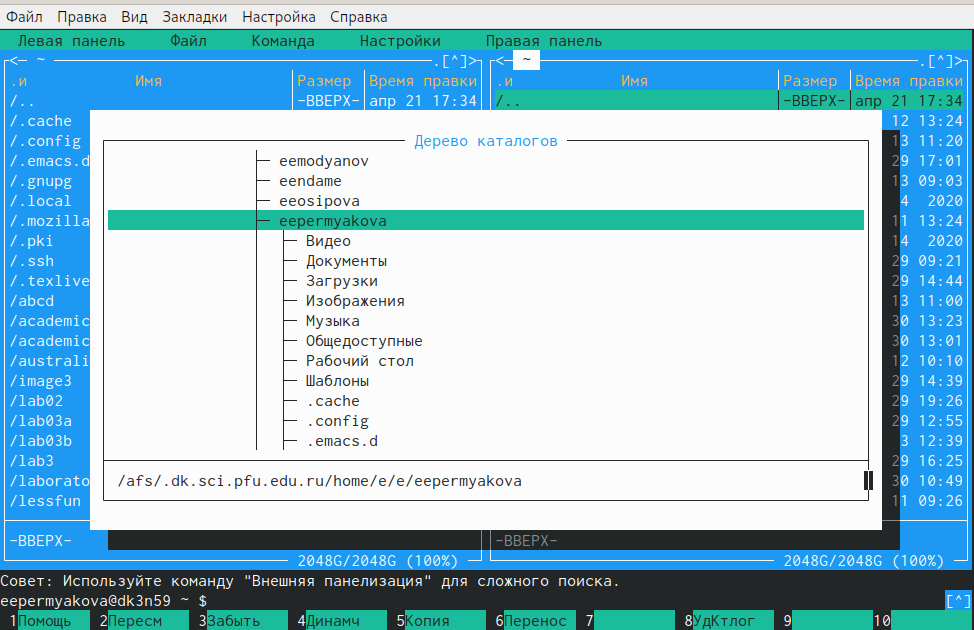 Файл Правка Вид Закладки Настройка Справка
Левая панель Файл Команда Настройки Правая панель
<─ ~ .[^]> <─ ~ .[^]>
.и Имя Размер Время правки .и Имя Размер Время правки
/.. -ВВЕРХ- апр 21 17:34 /.. -ВВЕРХ- апр 21 17:34
/.cache 12 13:24
/.config Дерево каталогов 13 11:20
/.emacs.d eemodyanov 29 17:01
/.gnupg eendame 13 09:03
/.local eeosipova 4 2020
/.mozilla eepermyakova 11 13:24
/.pki Видео 14 2020
/.ssh Документы 29 09:21
/.texlive Загрузки 29 14:44
/abcd Изображения 13 11:00
/academic Музыка 30 13:23
/academic Общедоступные 30 13:01
/australi Рабочий стол 12 10:10
/image3 Шаблоны 29 14:39
/lab02 .cache 29 19:26
/lab03a .config 29 12:55
/lab03b .emacs.d 3 12:39
/lab3 29 16:25
/laborato /afs/.dk.sci.pfu.edu.ru/home/e/e/eepermyakova 30 10:49
/lessfun 11 09:26
-ВВЕРХ- -ВВЕРХ-
2048G/2048G (100%) 2048G/2048G (100%)
Совет: Используйте команду "Внешняя панелизация" для сложного поиска.
eepermyakova@dk3n59 ~ $ [^]
1Помощь 2Пересм 3Забыть 4Динамч 5Копия 6Перенос 7 8УдКтлог 9 10